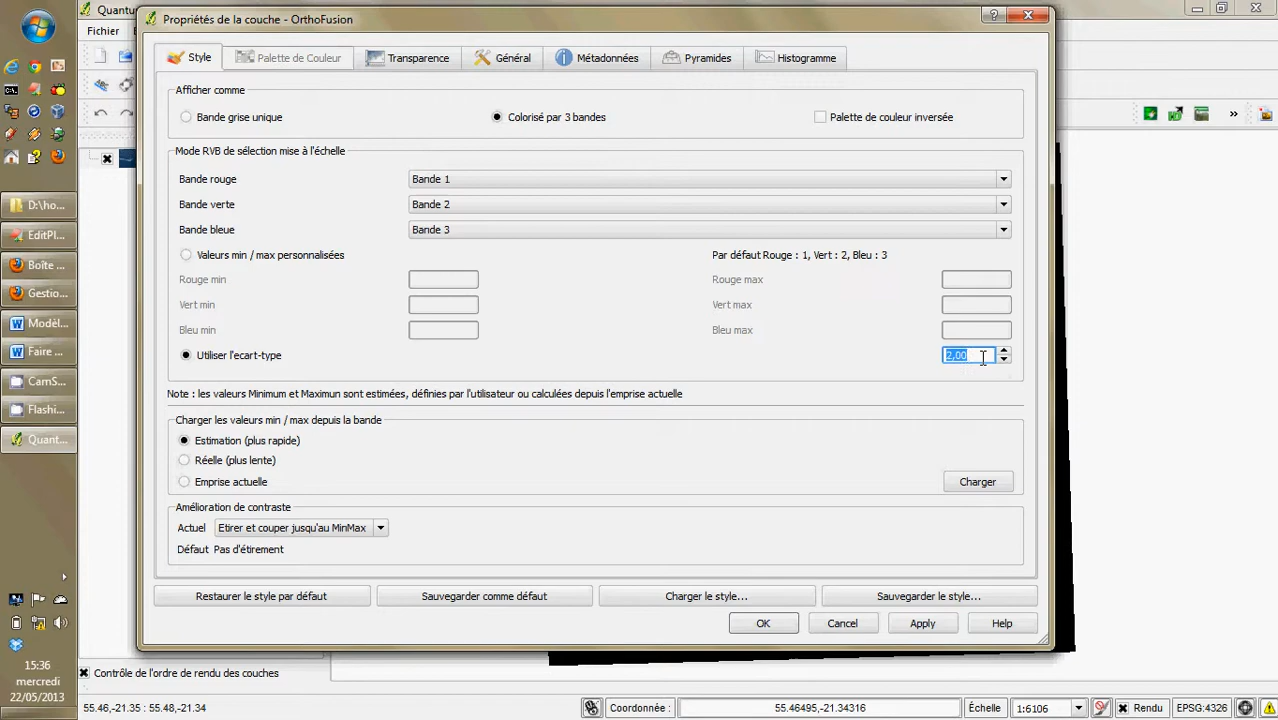 Quantu
Propriétés de la couche - OrthoFusion
Fichier
Style
Palette de Couleur
Transparence
Général
Métadonnées
Pyramides
Histogramme
Afficher comme
Bande grise unique
Colorisé par 3 bandes
Palette de couleur inversée
Mode RVB de sélection mise à l'échelle
Bande rouge Bande 1
Bande verte Bande 2
Bande bleue Bande 3
Valeurs min / max personnalisées Par défaut Rouge : 1, Vert : 2, Bleu : 3
Rouge min Rouge max
Vert min Vert max
Bleu min Bleu max
Utiliser l'ecart-type 2,00
Note : les valeurs Minimum et Maximun sont estimées, définies par l'utilisateur ou calculées depuis l'emprise actuelle
Charger les valeurs min / max depuis la bande
Estimation (plus rapide)
Réelle (plus lente)
Emprise actuelle
Charger
Amélioration de contraste
Actuel Etirer et couper jusqu'au MinMax
Défaut Pas d'étirement
Restaurer le style par défaut Sauvegarder comme défaut Charger le style... Sauvegarder le style...
OK Cancel Apply Help
Contrôle de l'ordre de rendu des couches
55.46,-21.35 : 55.48,-21.34 Coordonnée : 55.46495,-21.34316 Échelle 1:6106 Rendu EPSG:4326
D:\ho...
EditPl...
Boîte ...
Gestio...
Modèl...
Faire ...
CamS...
Flashi...
Quant...
15:36
mercredi
22/05/2013